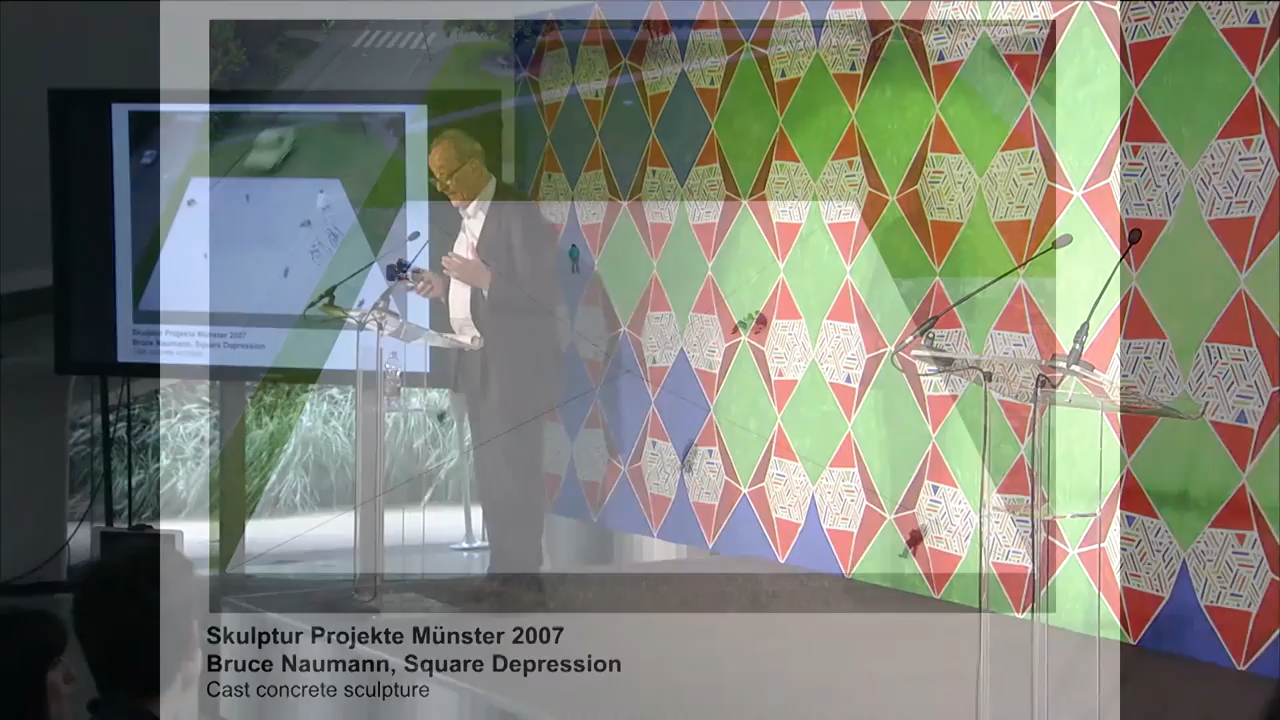 Skulptur Projekte Münster 2007
Bruce Naumann, Square Depression
Skulptur Projekte Münster 2007
Bruce Naumann, Square Depression
Cast concrete sculpture